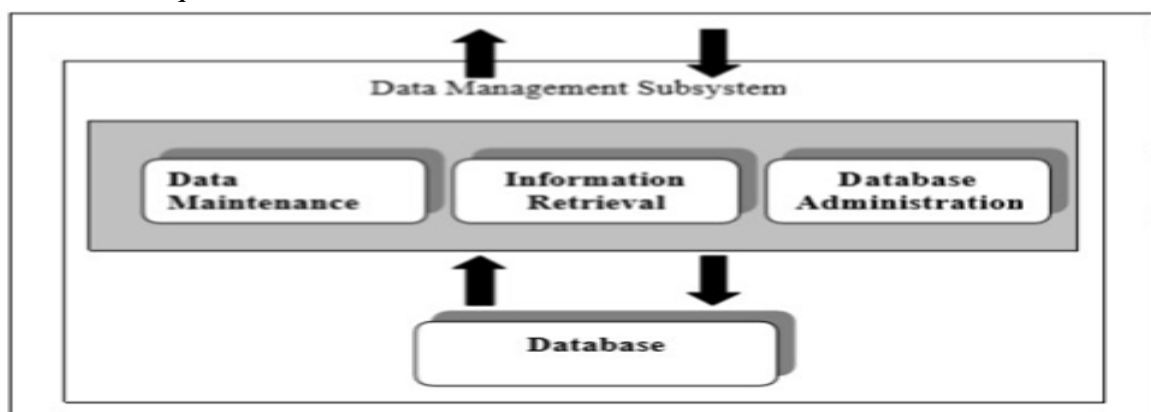 Data Management Subsystem
Data
Maintenance
Information
Retrieval
Database
Administration
Database